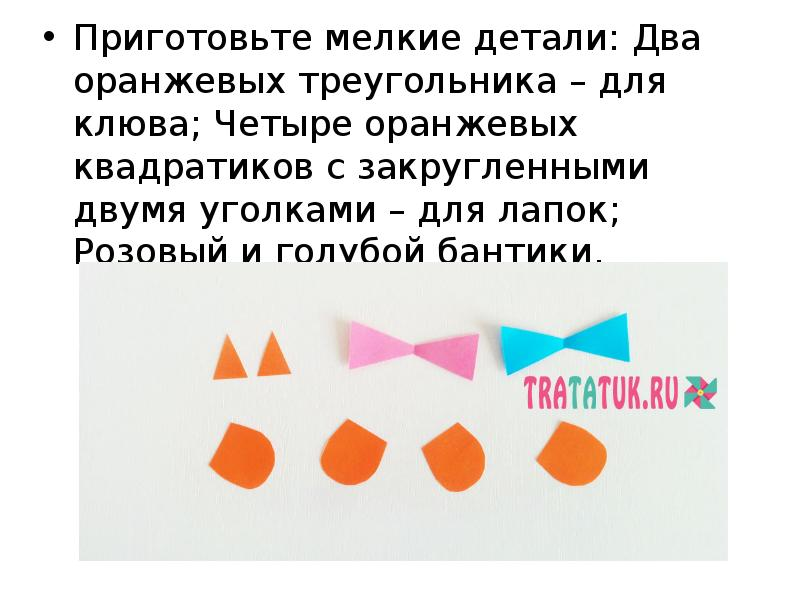 • Приготовьте мелкие детали: Два
оранжевых треугольника – для
клюва; Четыре оранжевых
квадратиков с закругленными
двумя уголками – для лапок;
Розовый и голубой бантики.
TRATATUK.RU